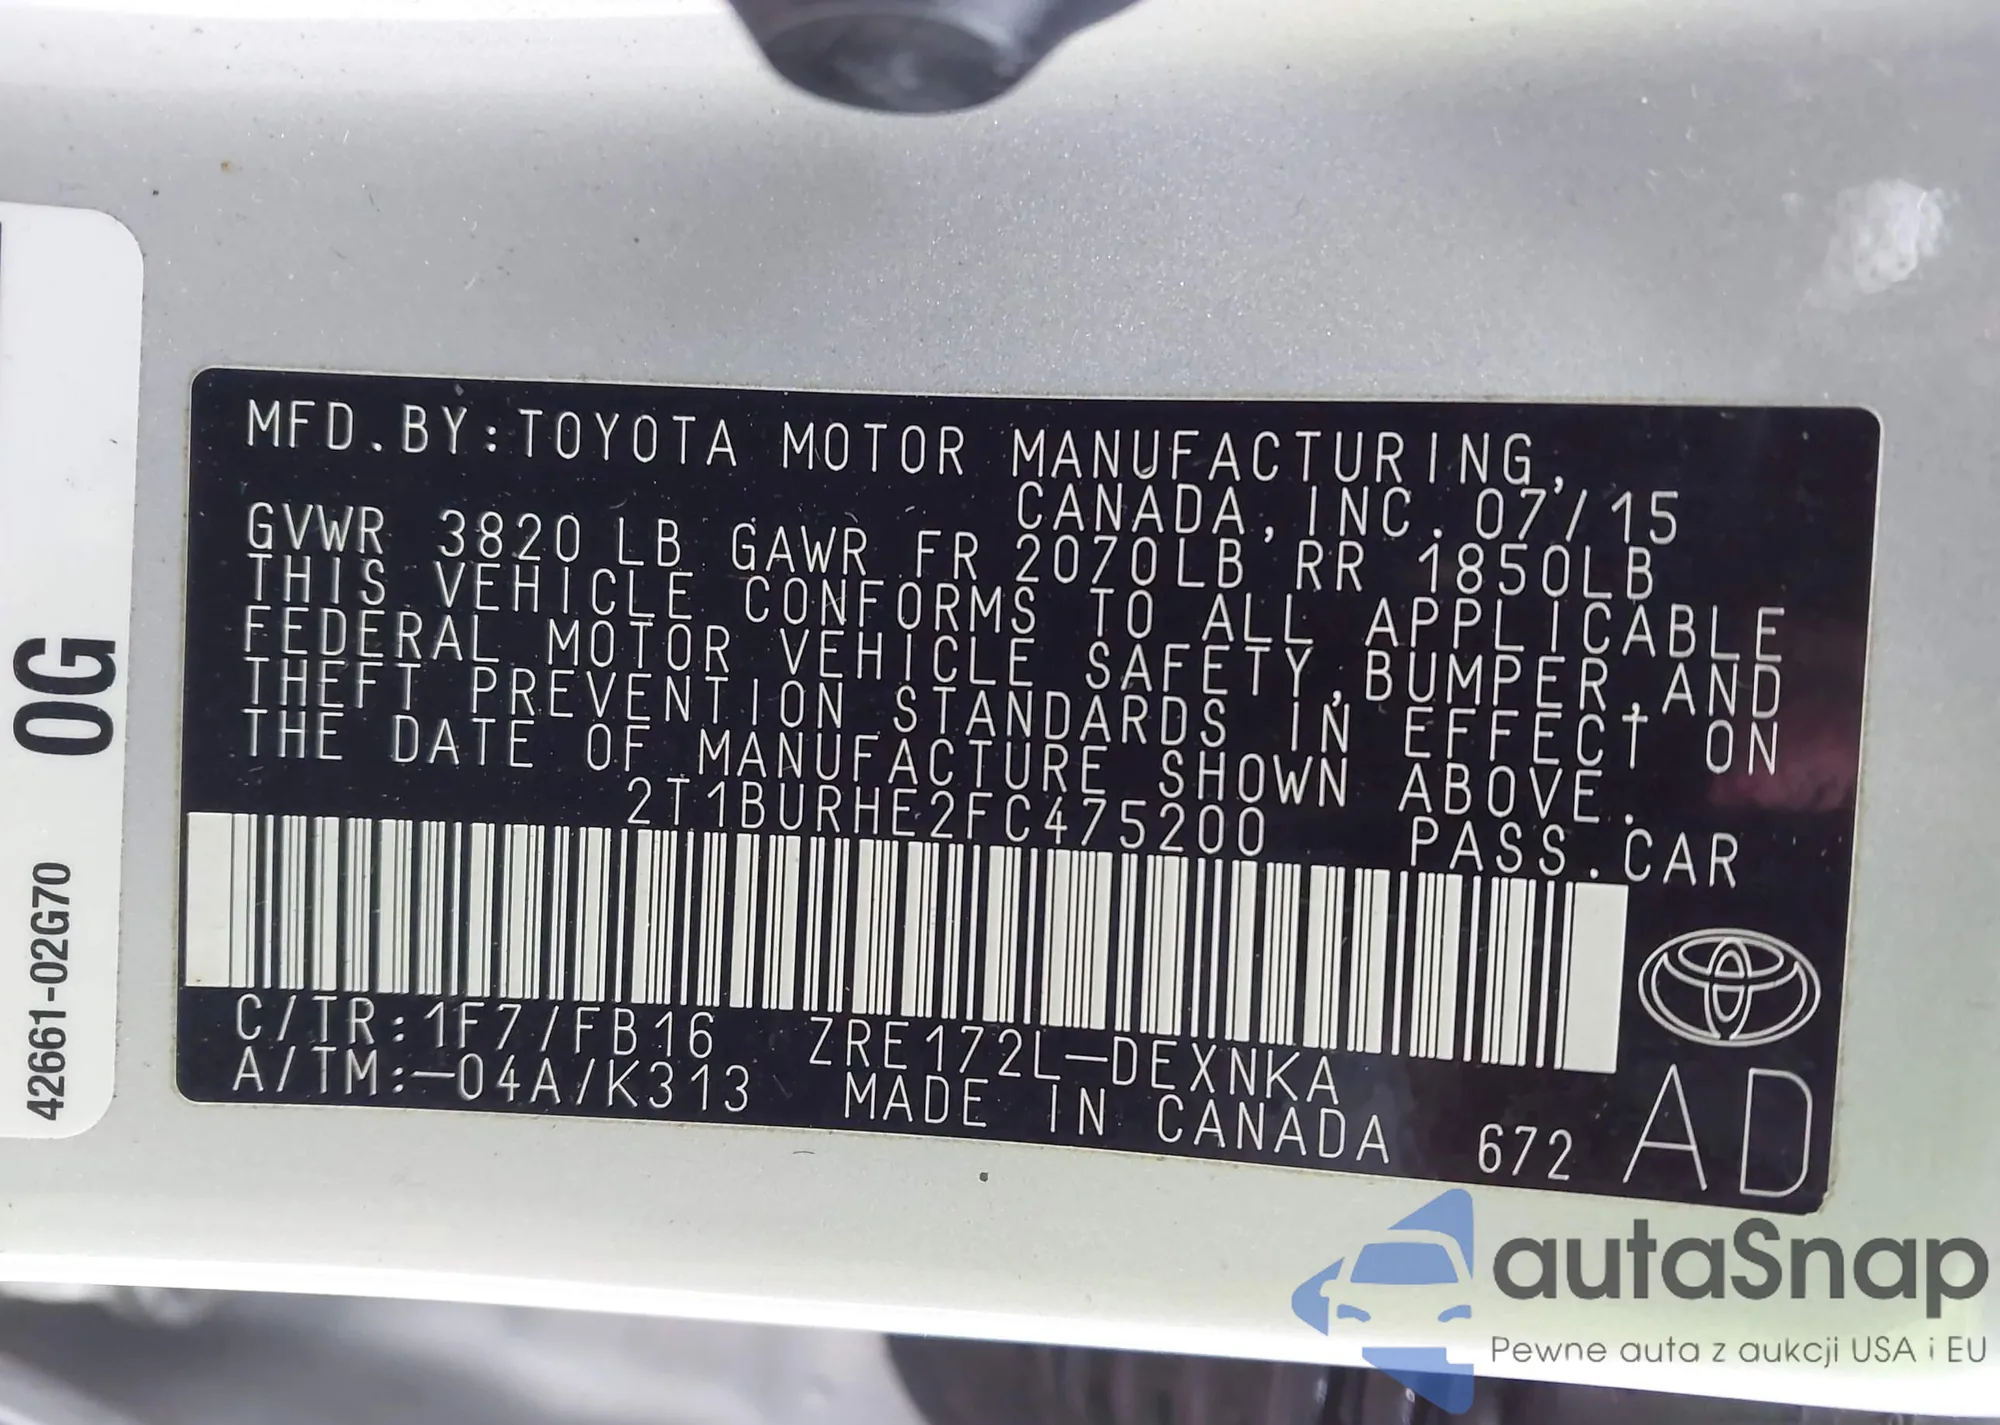 MFD.BY:TOYOTA MOTOR MANUFACTURING,
CANADA,INC. 07/15
GVWR 3820 LB GAWR FR 2070LB RR 1850LB
THIS VEHICLE CONFORMS TO ALL APPLICABLE
FEDERAL MOTOR VEHICLE SAFETY,BUMPER,AND
THEFT PREVENTION STANDARDS IN EFFECT ON
THE DATE OF MANUFACTURE SHOWN ABOVE.
2T1BURHE2FC475200 PASS.CAR
C/TR:1F7/FB16 ZRE172L-DEXNKA
A/TM:-04A/K313 MADE IN CANADA 672 AD
0G
42661-02G70
autaSnap
Pewne auta z aukcji USA i EU